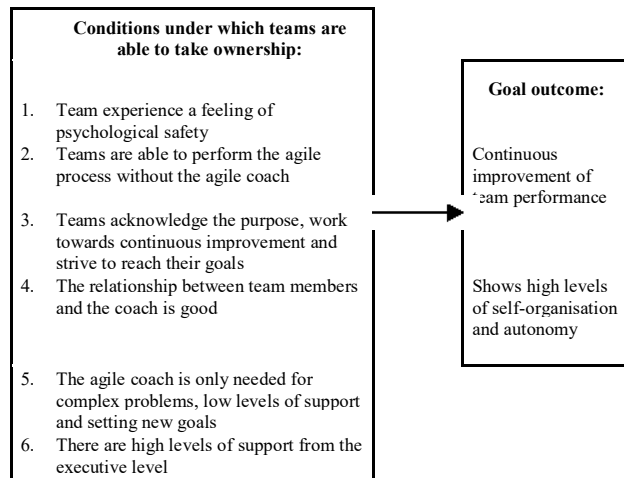 Conditions under which teams are
able to take ownership:
1. Team experience a feeling of
psychological safety
2. Teams are able to perform the agile
process without the agile coach
3. Teams acknowledge the purpose, work
towards continuous improvement and
strive to reach their goals
4. The relationship between team members
and the coach is good
5. The agile coach is only needed for
complex problems, low levels of support
and setting new goals
6. There are high levels of support from the
executive level
Goal outcome:
Continuous
improvement of
team performance
Shows high levels
of self-organisation
and autonomy